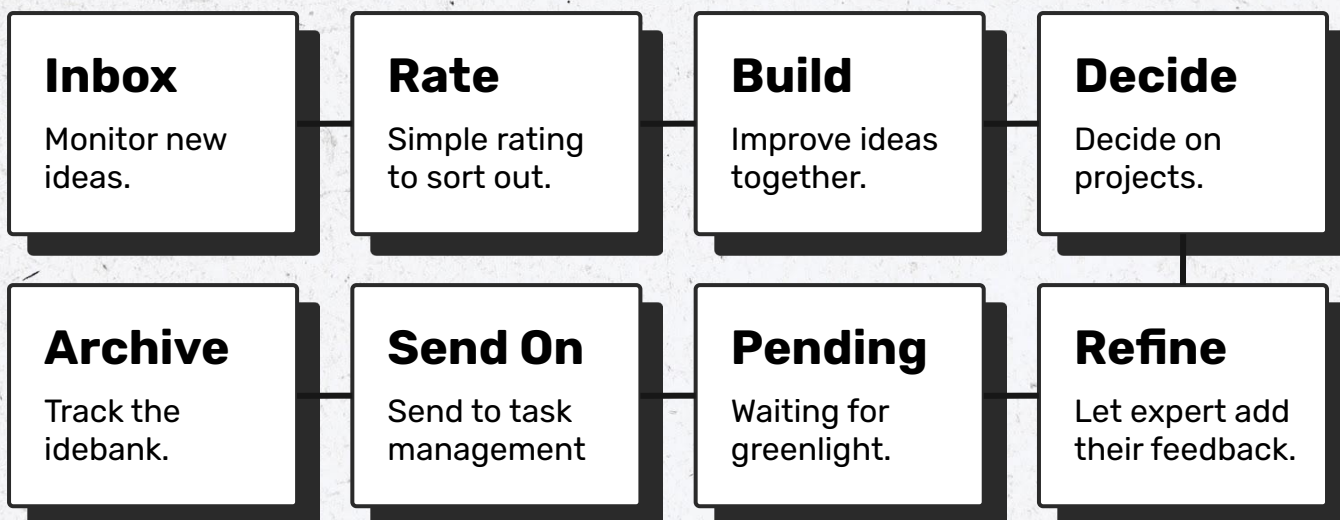 Inbox
Monitor new
ideas.
Rate
Simple rating
to sort out.
Build
Improve ideas
together.
Decide
Decide on
projects.
Archive
Track the
idebank.
Send On
Send to task
management
Pending
Waiting for
greenlight.
Refine
Let expert add
their feedback.